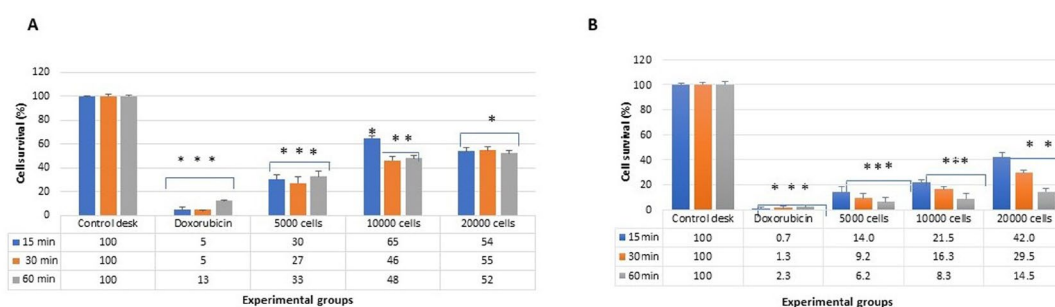 A
Cell survival (%)
120
100
80
60
40
20
0
* * *
* * *
*
* *
*
Control desk Doxorubicin 5000 cells 10000 cells 20000 cells
15 min 100 5 30 65 54
30 min 100 5 27 46 55
60 min 100 13 33 48 52
Experimental groups
B
Cell survival (%)
120
100
80
60
40
20
0
* * *
* * *
* * *
* *
Control desk Doxorubicin 5000 cells 10000 cells 20000 cells
15 min 100 0.7 14.0 21.5 42.0
30 min 100 1.3 9.2 16.3 29.5
60 min 100 2.3 6.2 8.3 14.5
Experimental groups